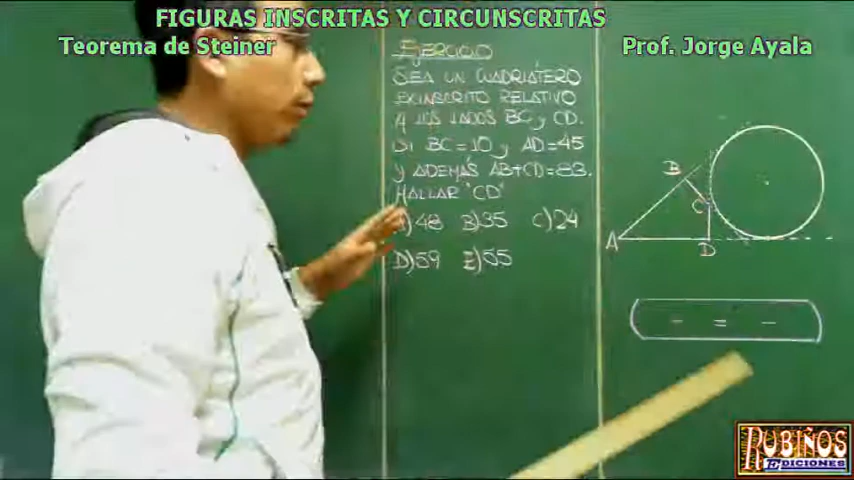 FIGURAS INSCRITAS Y CIRCUNSCRITAS
Teorema de Steiner
Prof. Jorge Ayala
EJERCICIO
SEA UN CUADRILÁTERO
EXINSCRITO RELATIVO
A LOS LADOS BC y CD.
SI BC=10 y AD=45
y ADEMÁS AB+CD=83.
HALLAR "CD"
A)48 B)35 C)24
D)59 E)55
B
C
A
D
- = -
RUBIÑOS
EDICIONES